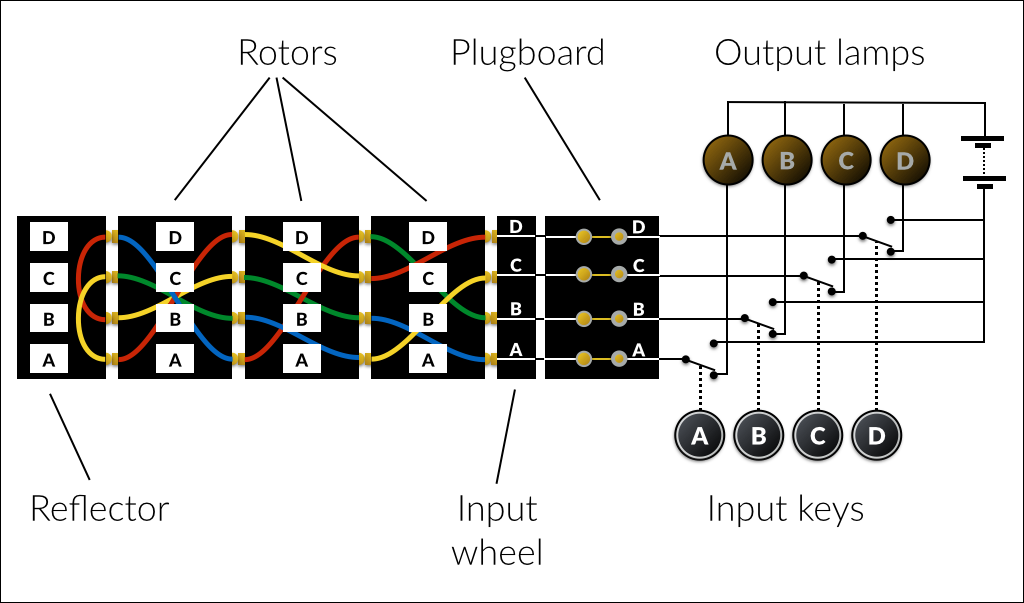 Rotors
Plugboard
Output lamps
A B C D
D D D D D D
C C C C C C
B B B B B B
A A A A A A
A B C D
Reflector
Input
wheel
Input keys